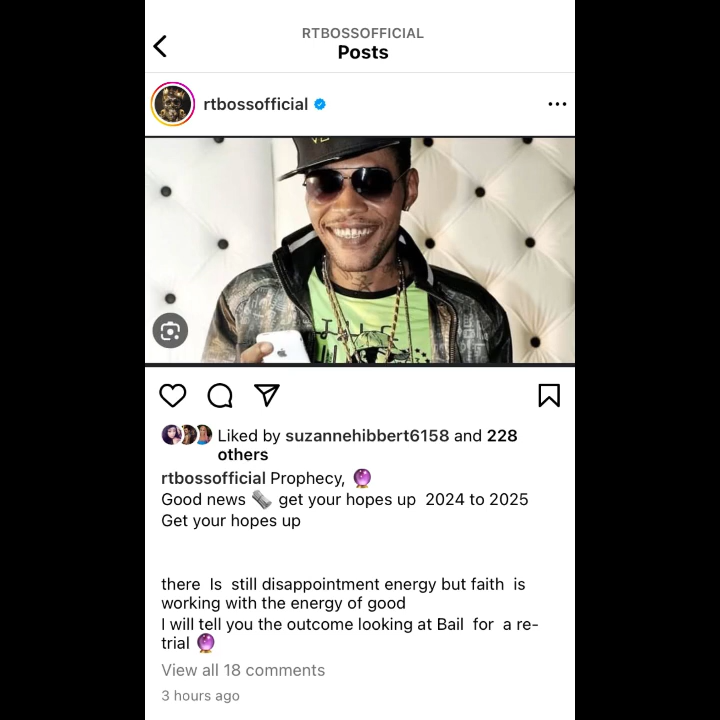 RTBOSSOFFICIAL
Posts
rtbossofficial
Liked by suzannehibbert6158 and 228
others
rtbossofficial Prophecy, 🔮
Good news 🗞️ get your hopes up 2024 to 2025
Get your hopes up
there Is still disappointment energy but faith is
working with the energy of good
I will tell you the outcome looking at Bail for a re-
trial 🔮
View all 18 comments
3 hours ago